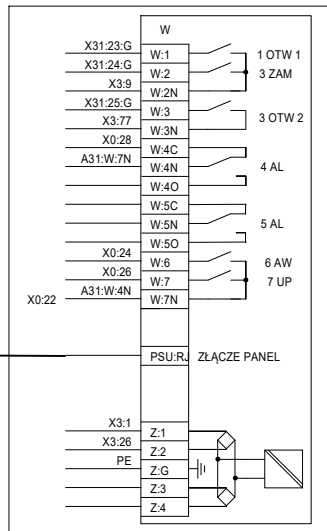 W
X31:23:G W:1 1 OTW 1
X31:24:G W:2 3 ZAM
X3:9 W:2N
X31:25:G W:3
X3:77 W:3N 3 OTW 2
X0:28 W:4C
A31:W:7N W:4N 4 AL
W:4O
W:5C
W:5N 5 AL
W:5O
X0:24 W:6 6 AW
X0:26 W:7 7 UP
X0:22 A31:W:4N W:7N
PSU:RJ ZŁĄCZE PANEL
X3:1 Z:1
X3:26 Z:2
PE Z:G
Z:3
Z:4